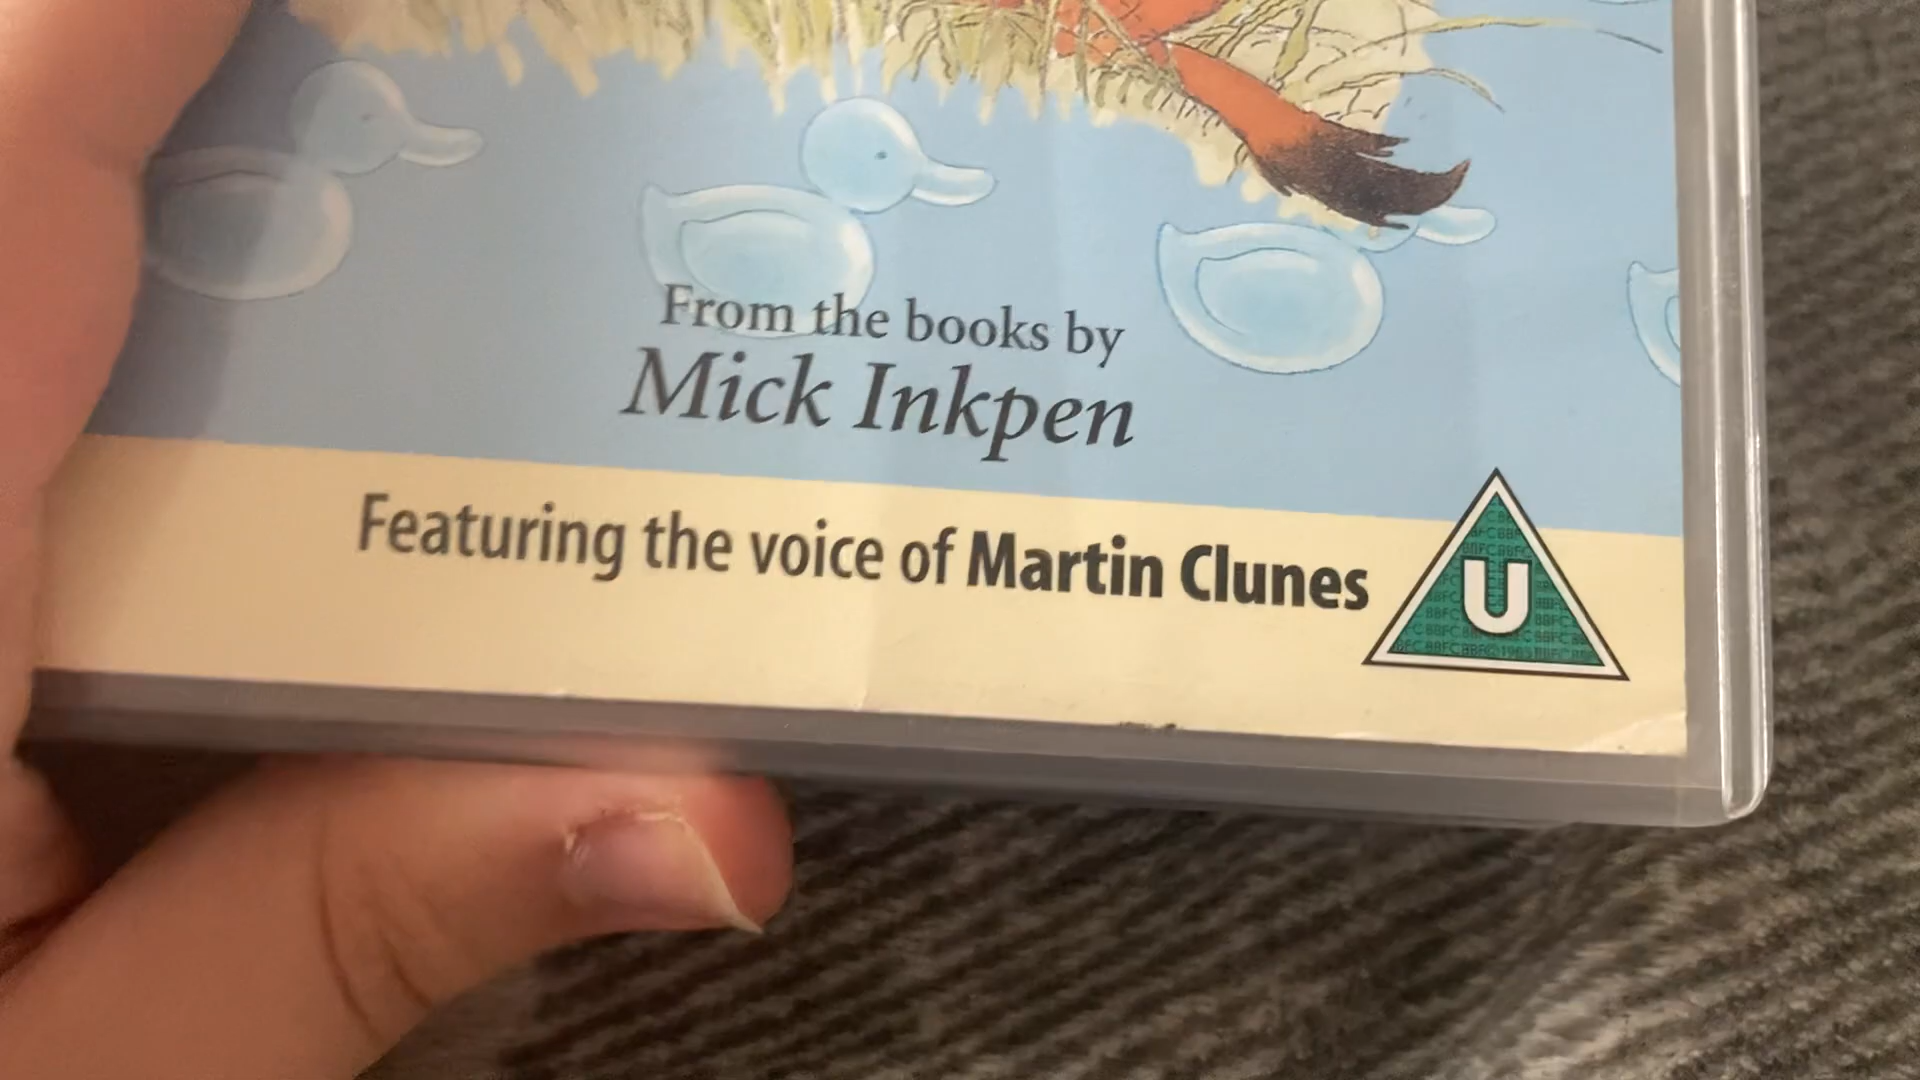 From the books by
Mick Inkpen
Featuring the voice of Martin Clunes
U